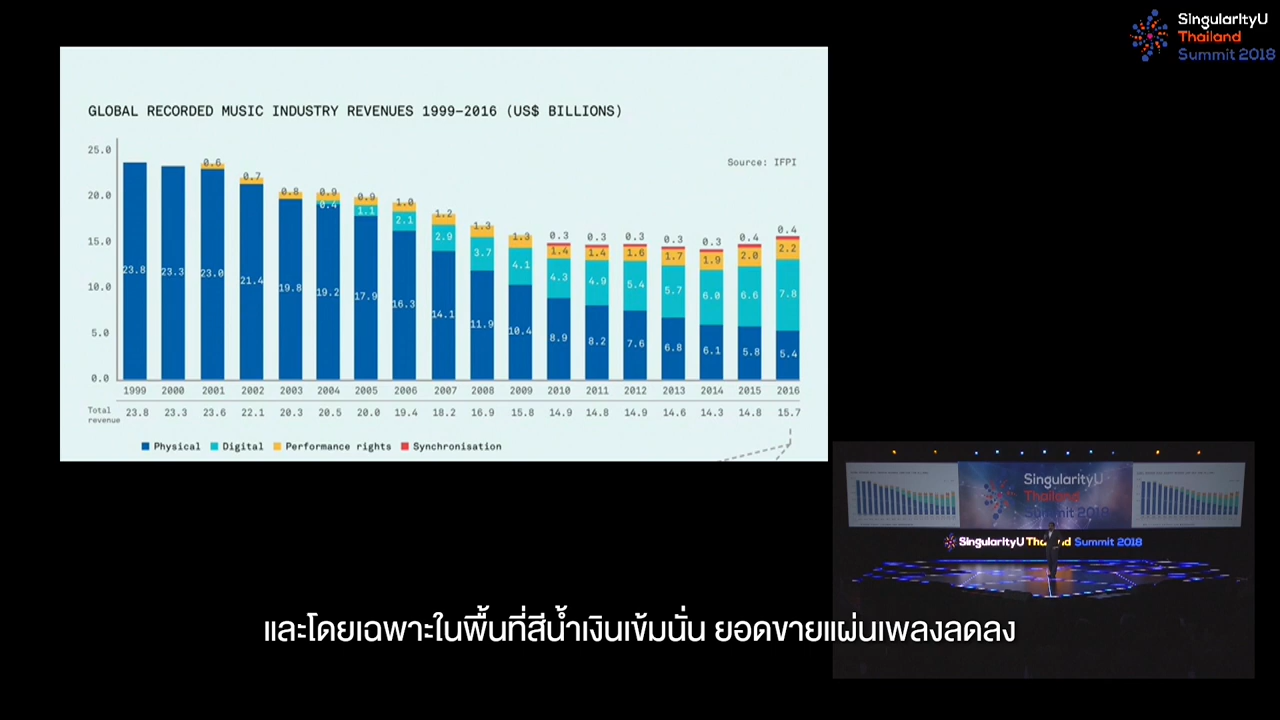 SingularityU
Thailand
Summit 2018
GLOBAL RECORDED MUSIC INDUSTRY REVENUES 1999–2016 (US$ BILLIONS)
Source: IFPI
25.0
20.0
15.0
10.0
5.0
0.0
0.6 0.7 0.8 0.9 0.9 1.0 1.2 1.3 1.3 1.4 1.4 1.6 1.7 1.9 2.0 2.2
0.3 0.3 0.3 0.3 0.3 0.4 0.4
0.4 1.1 2.1 2.9 3.7 4.1 4.3 4.9 5.4 5.7 6.0 6.6 7.8
23.8 23.3 23.0 21.4 19.8 19.2 17.9 16.3 14.1 11.9 10.4 8.9 8.2 7.6 6.8 6.1 5.8 5.4
1999 2000 2001 2002 2003 2004 2005 2006 2007 2008 2009 2010 2011 2012 2013 2014 2015 2016
Total revenue 23.8 23.3 23.6 22.1 20.3 20.5 20.0 19.4 18.2 16.9 15.8 14.9 14.8 14.9 14.6 14.3 14.8 15.7
Physical Digital Performance rights Synchronisation
SingularityU
Thailand
Summit 2018
SingularityU Thailand Summit 2018
และโดยเฉพาะในพื้นที่สีน้ำเงินเข้มนั่น ยอดขายแผ่นเพลงลดลง